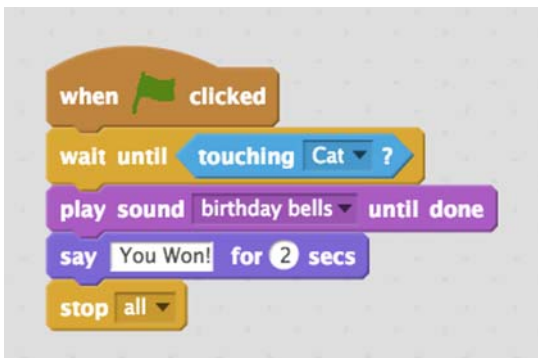 when clicked
wait until touching Cat ?
play sound birthday bells until done
say You Won! for 2 secs
stop all